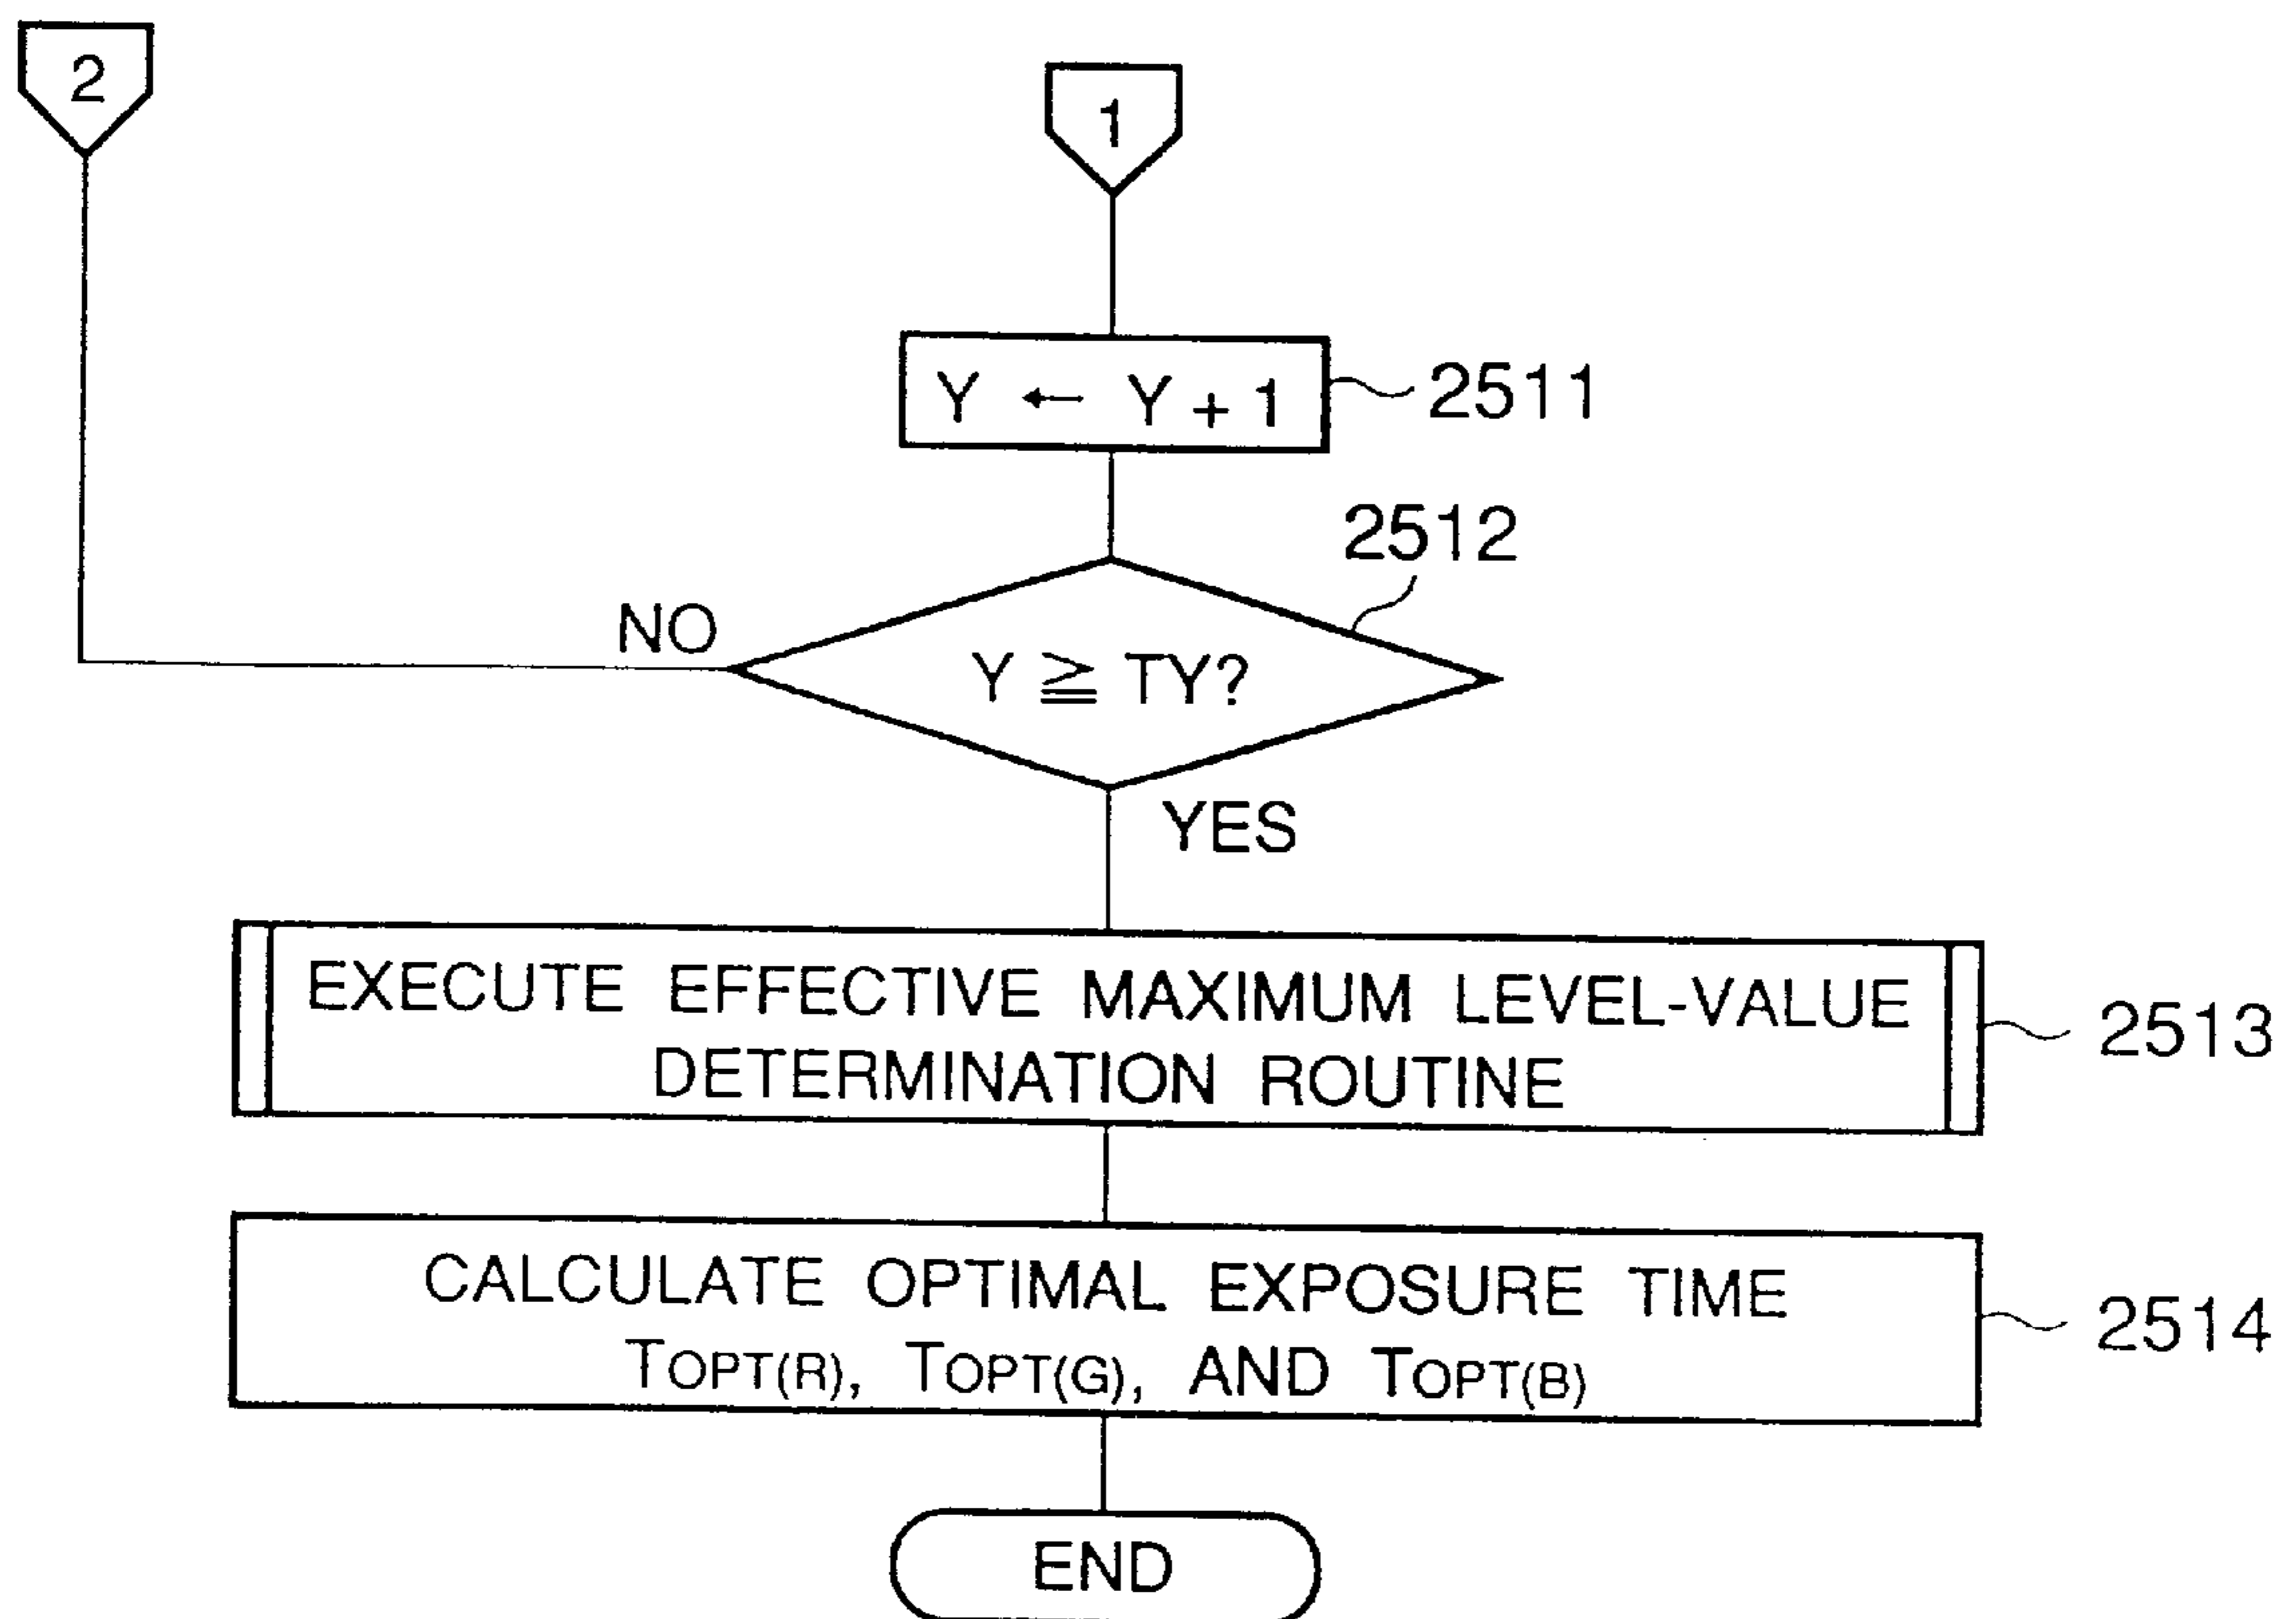 2
1
Y ← Y + 1
2511
2512
NO
Y ≧ TY?
YES
EXECUTE EFFECTIVE MAXIMUM LEVEL-VALUE
DETERMINATION ROUTINE
2513
CALCULATE OPTIMAL EXPOSURE TIME
TOPT(R), TOPT(G), AND TOPT(B)
2514
END